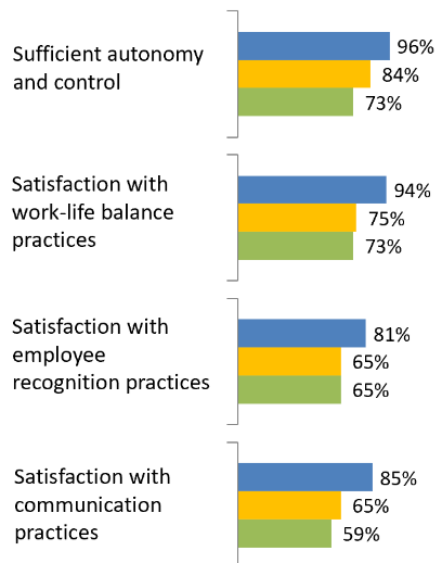 Sufficient autonomy
and control
96%
84%
73%
Satisfaction with
work-life balance
practices
94%
75%
73%
Satisfaction with
employee
recognition practices
81%
65%
65%
Satisfaction with
communication
practices
85%
65%
59%